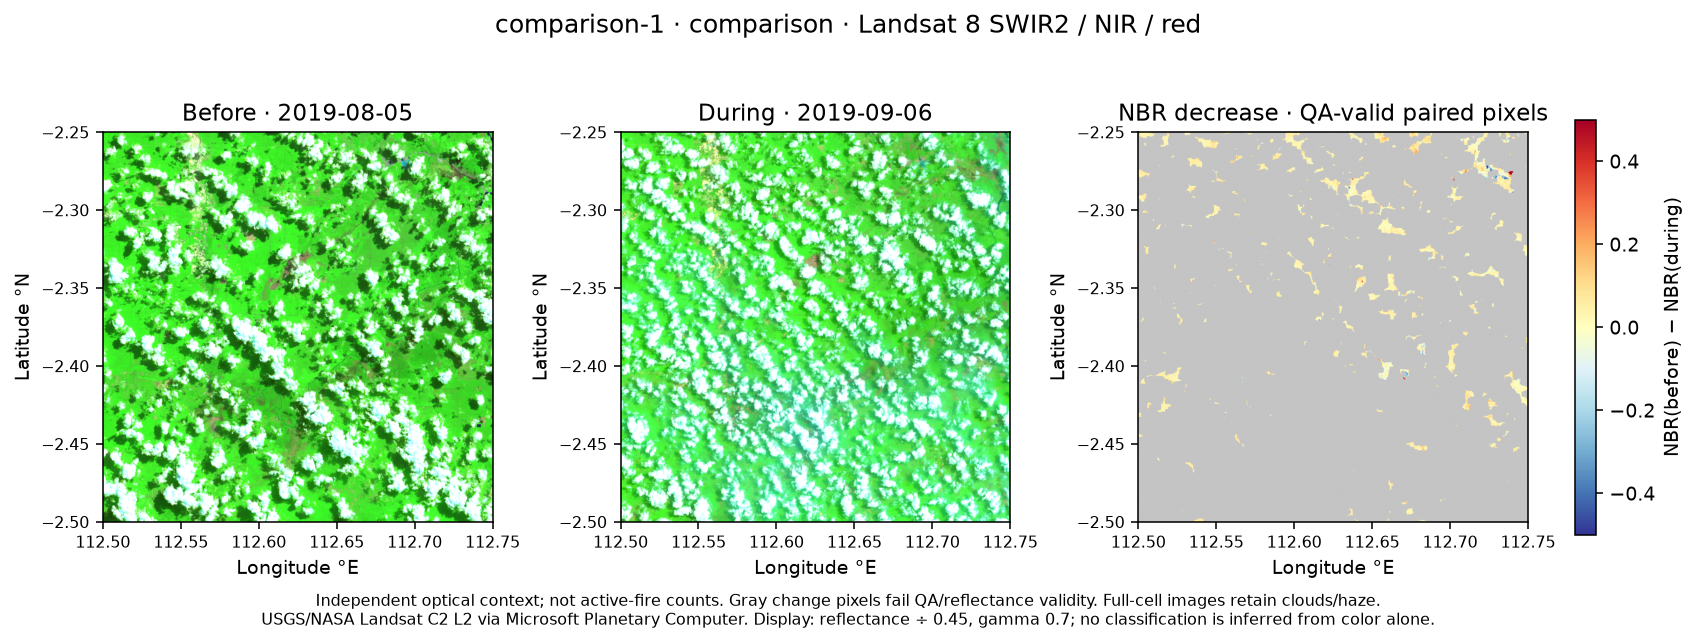 comparison-1 · comparison · Landsat 8 SWIR2 / NIR / red
Before · 2019-08-05
−2.25
−2.30
−2.35
−2.40
−2.45
−2.50
Latitude °N
112.50 112.55 112.60 112.65 112.70 112.75
Longitude °E
During · 2019-09-06
−2.25
−2.30
−2.35
−2.40
−2.45
−2.50
Latitude °N
112.50 112.55 112.60 112.65 112.70 112.75
Longitude °E
NBR decrease · QA-valid paired pixels
−2.25
−2.30
−2.35
−2.40
−2.45
−2.50
Latitude °N
112.50 112.55 112.60 112.65 112.70 112.75
Longitude °E
0.4
0.2
0.0
−0.2
−0.4
NBR(before) − NBR(during)
Independent optical context; not active-fire counts. Gray change pixels fail QA/reflectance validity. Full-cell images retain clouds/haze.
USGS/NASA Landsat C2 L2 via Microsoft Planetary Computer. Display: reflectance ÷ 0.45, gamma 0.7; no classification is inferred from color alone.